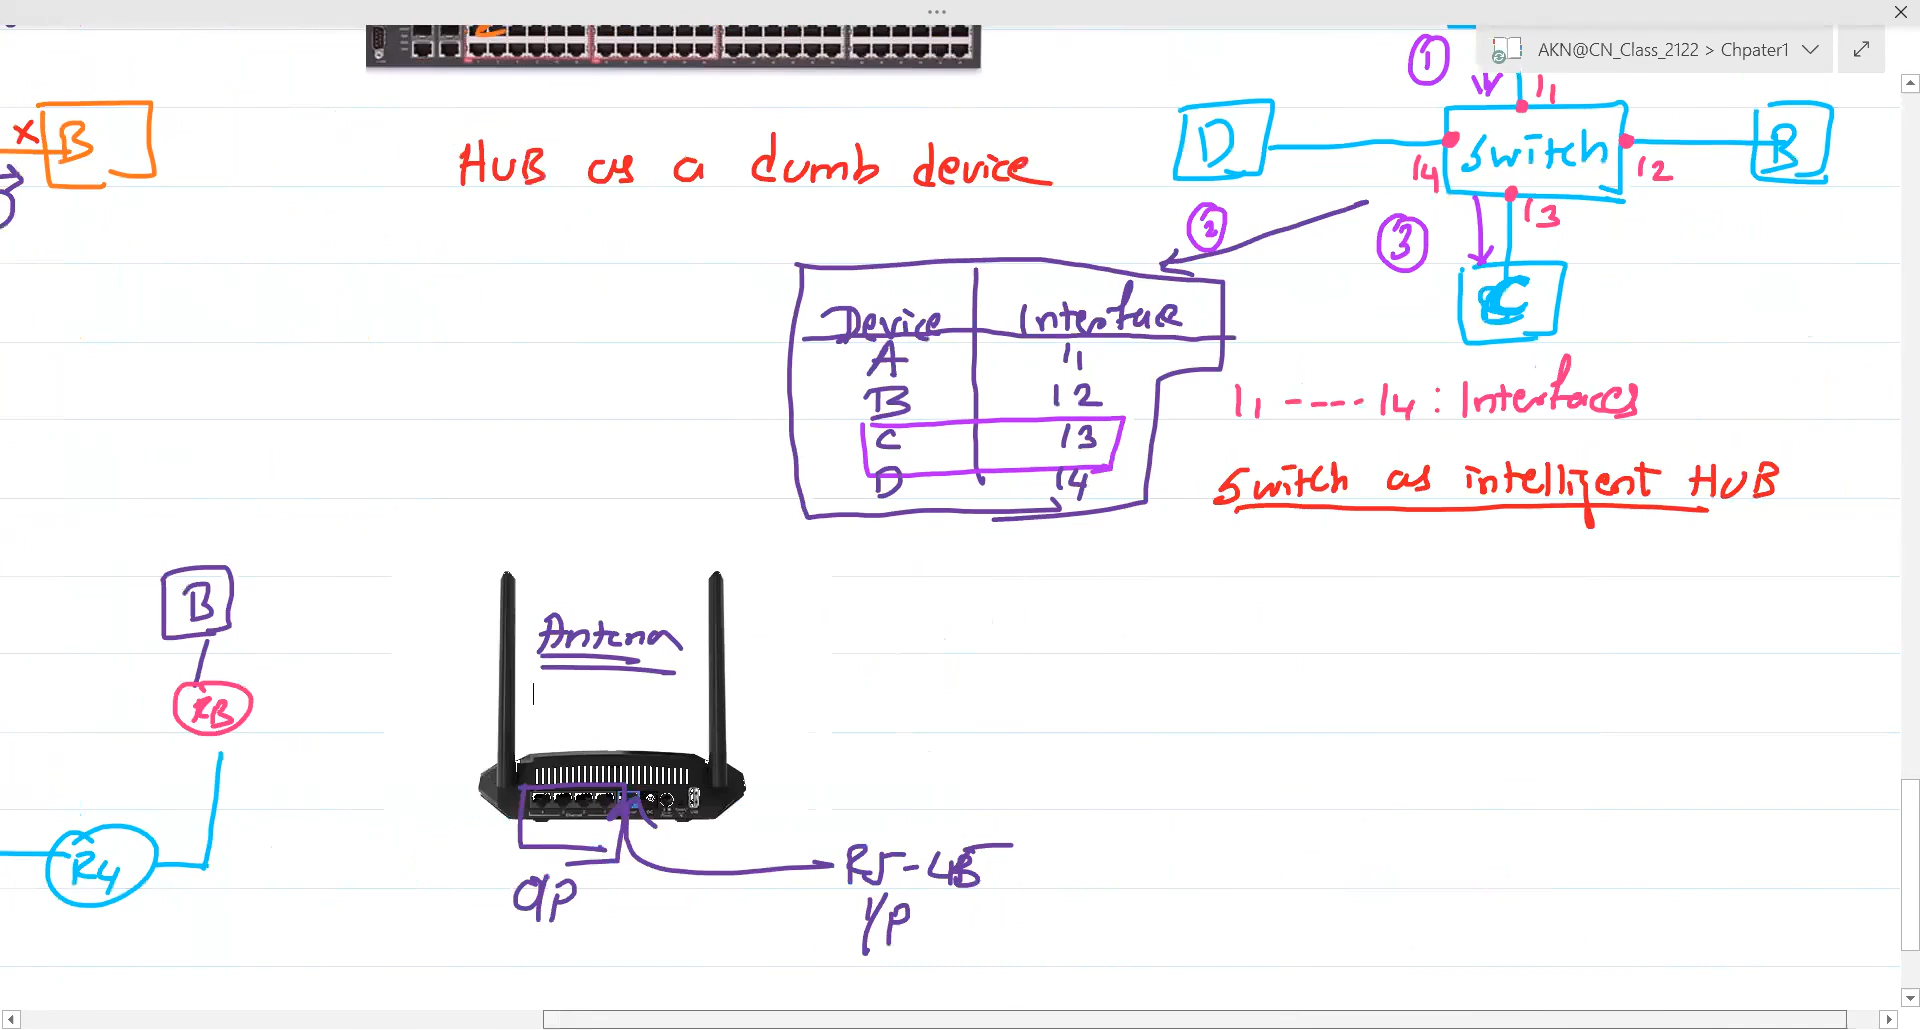 AKN@CN_Class_2122 > Chpater1
1
I1
B
HUB as a dumb device
D
Switch
B
I4
I2
I3
2
3
C
Device Interface
A I1
B I2
C I3
D I4
I1 ----- I4 : Interfaces
Switch as intelligent HUB
B
Antena
RB
R4
RJ-45
O/P
I/P